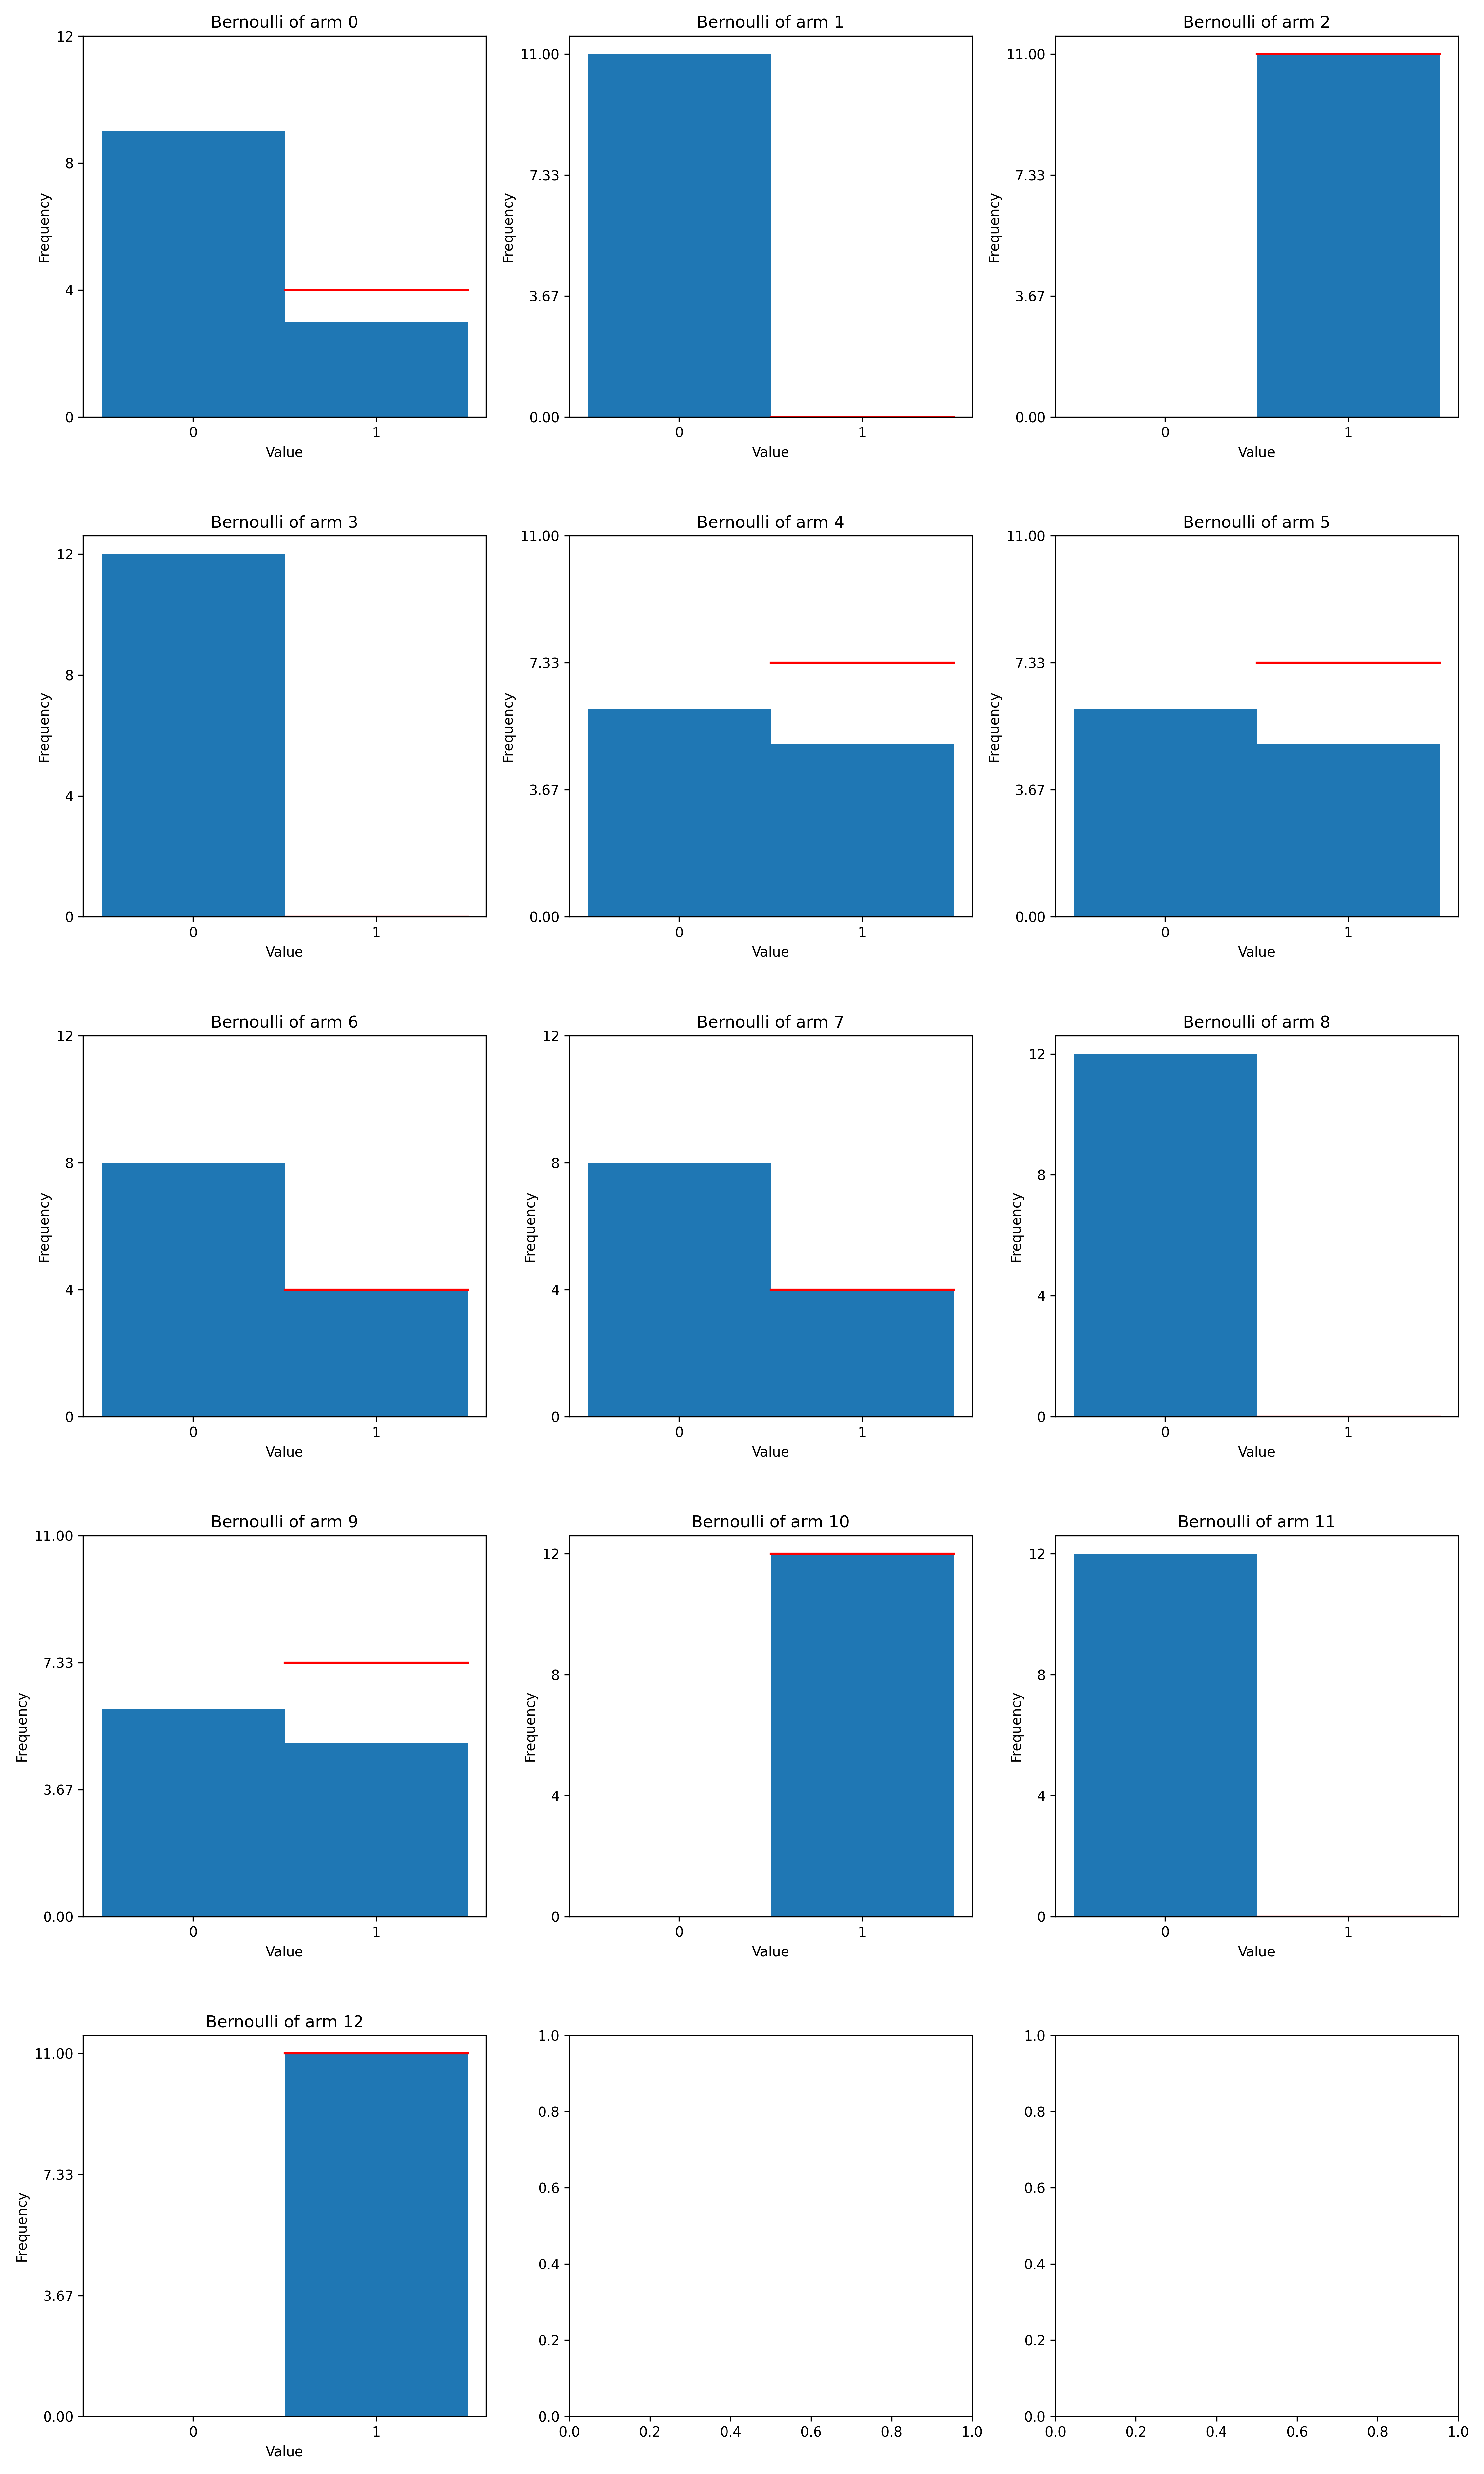 Bernoulli of arm 0
12
8
4
0
Frequency
0 1
Value
Bernoulli of arm 1
11.00
7.33
3.67
0.00
Frequency
0 1
Value
Bernoulli of arm 2
11.00
7.33
3.67
0.00
Frequency
0 1
Value
Bernoulli of arm 3
12
8
4
0
Frequency
0 1
Value
Bernoulli of arm 4
11.00
7.33
3.67
0.00
Frequency
0 1
Value
Bernoulli of arm 5
11.00
7.33
3.67
0.00
Frequency
0 1
Value
Bernoulli of arm 6
12
8
4
0
Frequency
0 1
Value
Bernoulli of arm 7
12
8
4
0
Frequency
0 1
Value
Bernoulli of arm 8
12
8
4
0
Frequency
0 1
Value
Bernoulli of arm 9
11.00
7.33
3.67
0.00
Frequency
0 1
Value
Bernoulli of arm 10
12
8
4
0
Frequency
0 1
Value
Bernoulli of arm 11
12
8
4
0
Frequency
0 1
Value
Bernoulli of arm 12
11.00
7.33
3.67
0.00
Frequency
0 1
Value
1.0
0.8
0.6
0.4
0.2
0.0
0.0 0.2 0.4 0.6 0.8 1.0
1.0
0.8
0.6
0.4
0.2
0.0
0.0 0.2 0.4 0.6 0.8 1.0